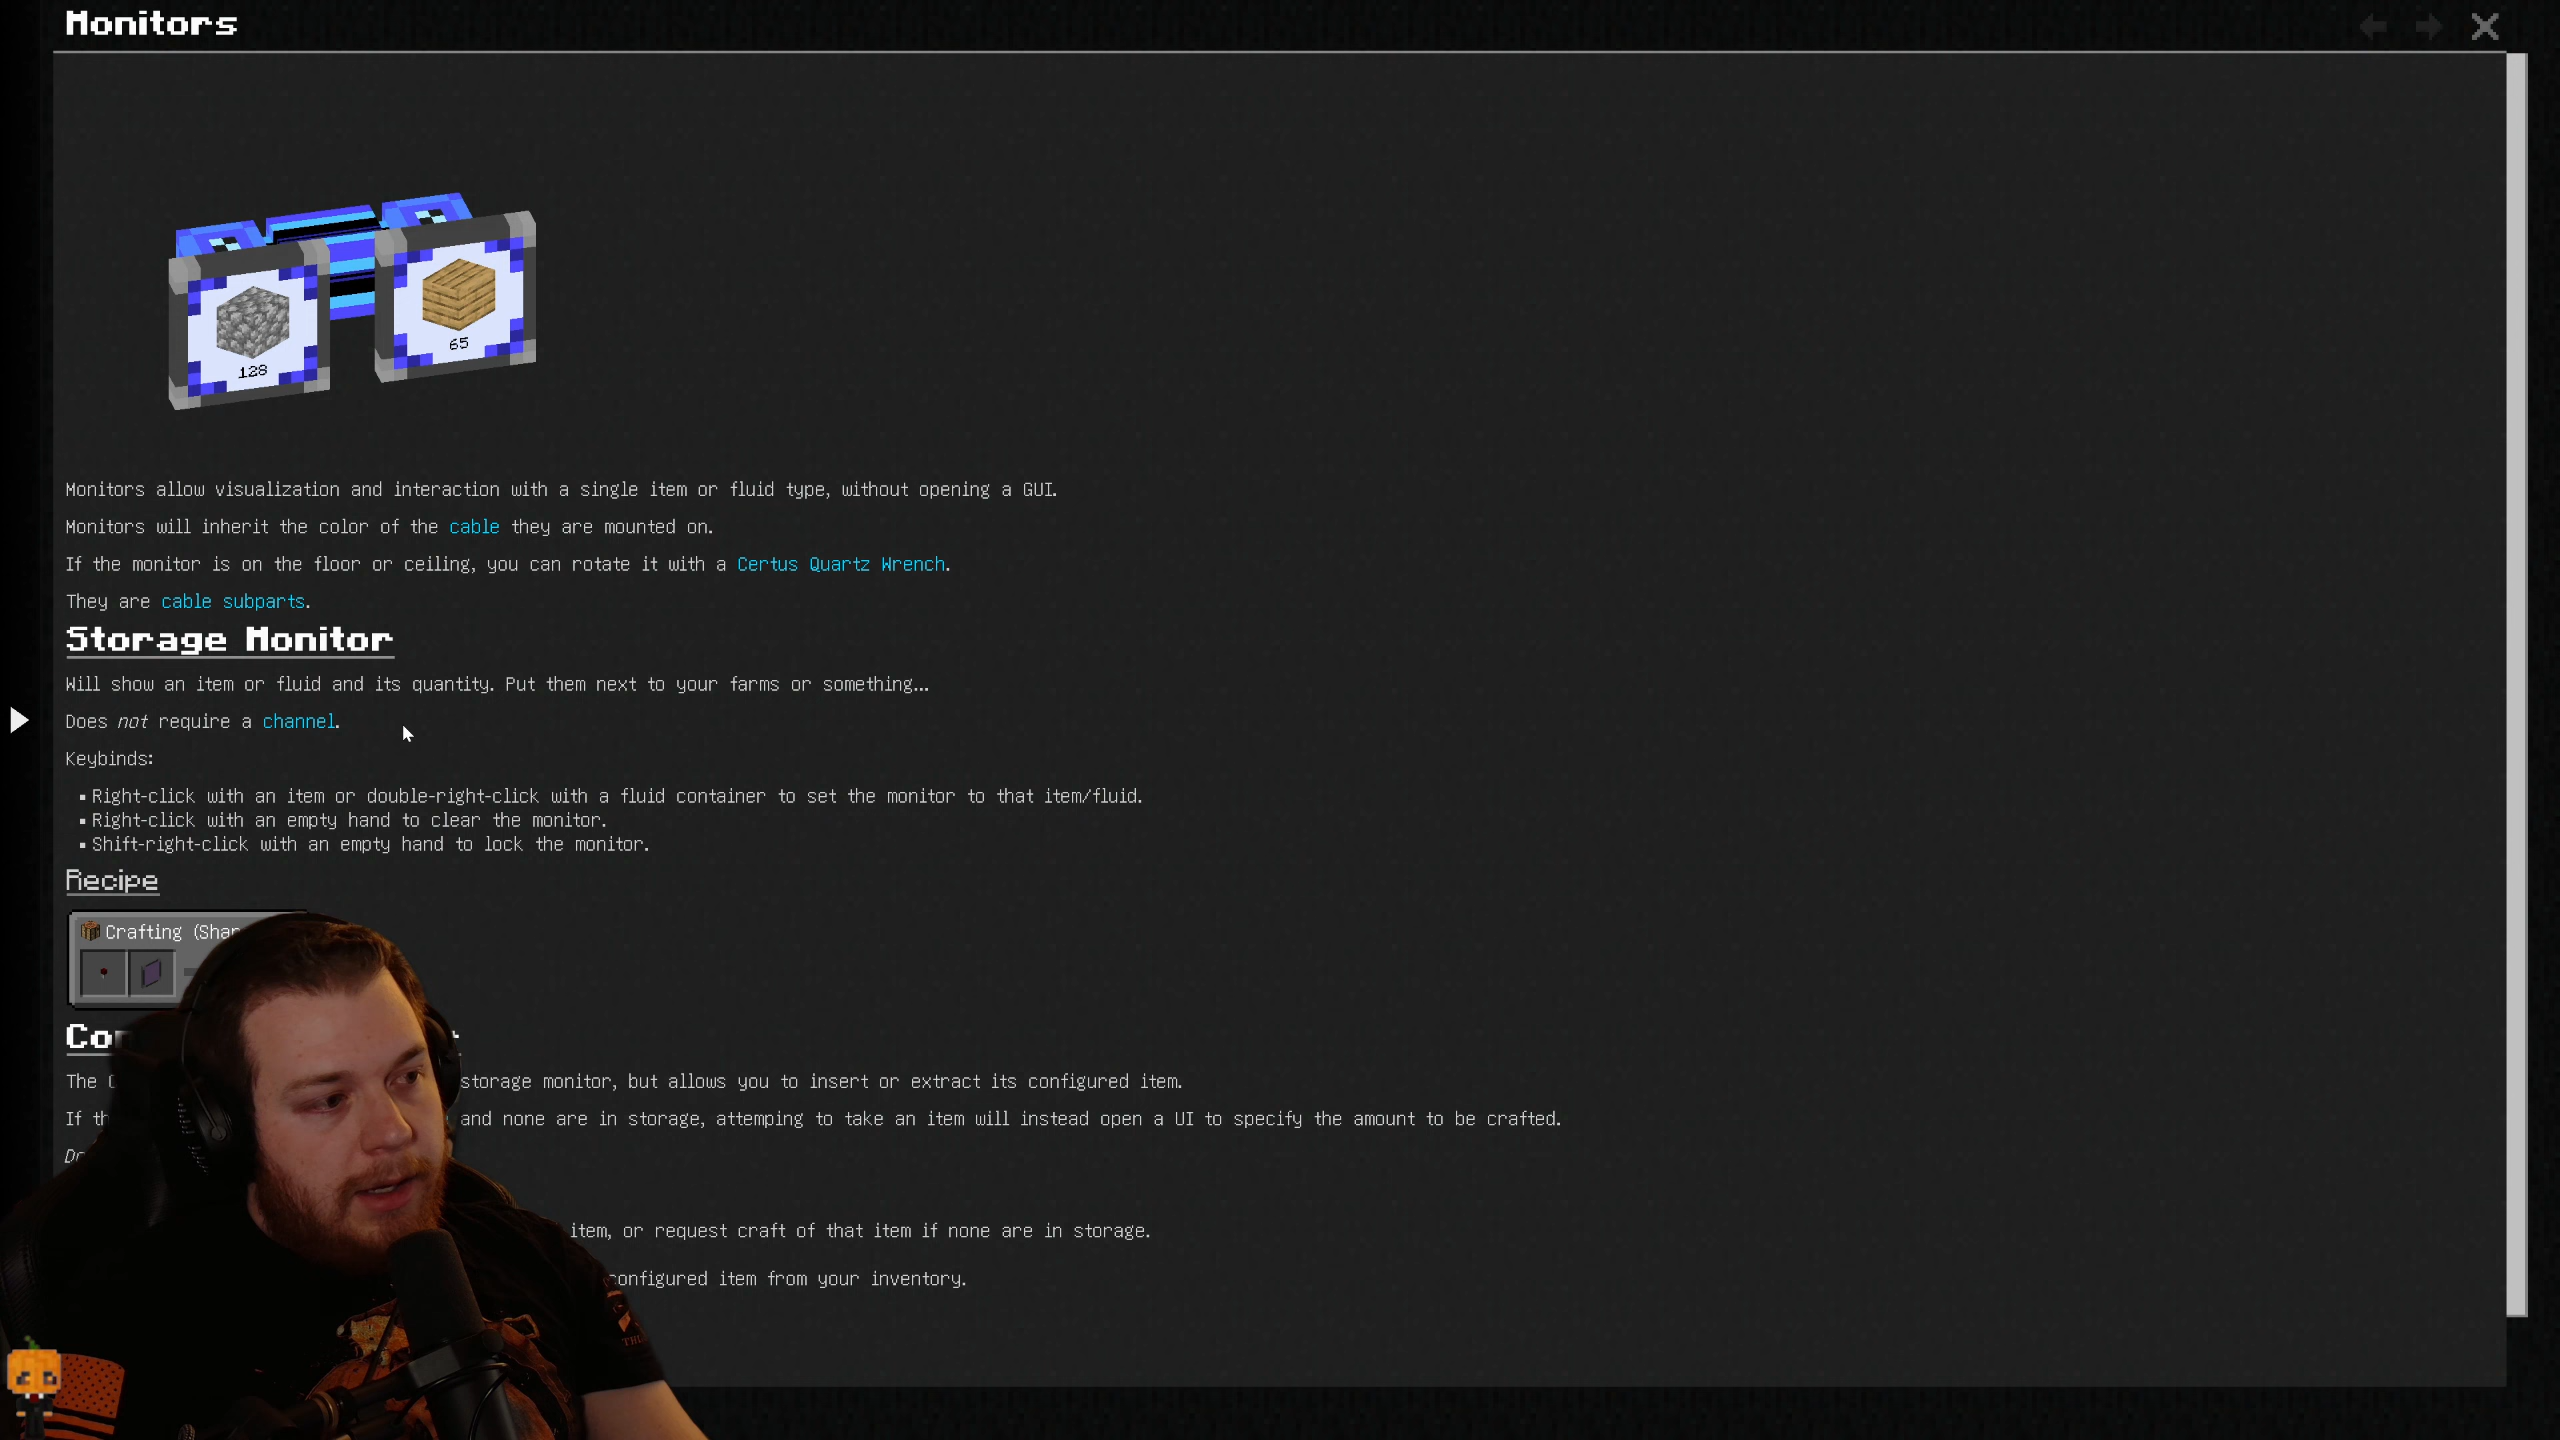 Monitors
128
65
Monitors allow visualization and interaction with a single item or fluid type, without opening a GUI.
Monitors will inherit the color of the cable they are mounted on.
If the monitor is on the floor or ceiling, you can rotate it with a Certus Quartz Wrench.
They are cable subparts.
Storage Monitor
Will show an item or fluid and its quantity. Put them next to your farms or something...
Does not require a channel.
Keybinds:
▪ Right-click with an item or double-right-click with a fluid container to set the monitor to that item/fluid.
▪ Right-click with an empty hand to clear the monitor.
▪ Shift-right-click with an empty hand to lock the monitor.
Recipe
Crafting
The
storage monitor, but allows you to insert or extract its configured item.
If
and none are in storage, attemping to take an item will instead open a UI to specify the amount to be crafted.
item, or request craft of that item if none are in storage.
configured item from your inventory.